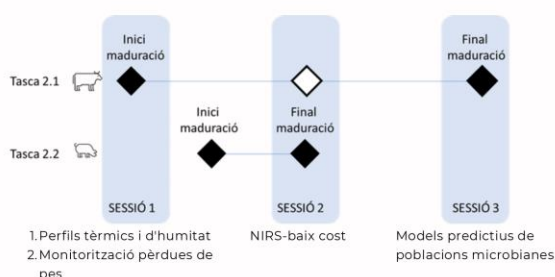 Inici
maduració
Final
maduració
Tasca 2.1
Inici
maduració
Final
maduració
Tasca 2.2
SESSIÓ 1
SESSIÓ 2
SESSIÓ 3
1.Perfils tèrmics i d'humitat
2.Monitorització pèrdues de
pes
NIRS-baix cost
Models predictius de
poblacions microbianes